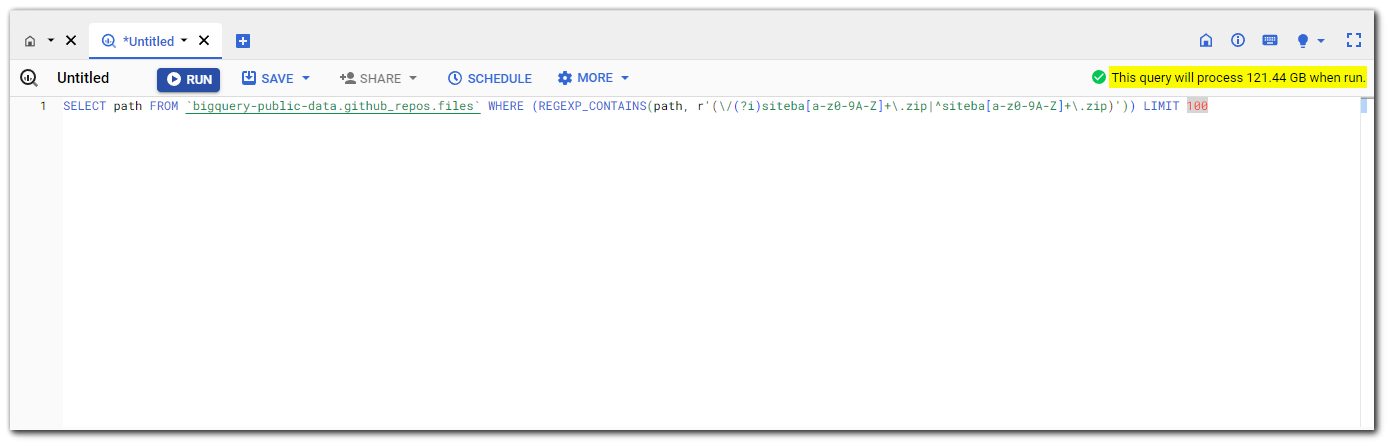 *Untitled
Untitled RUN SAVE SHARE SCHEDULE MORE This query will process 121.44 GB when run.
1 SELECT path FROM `bigquery-public-data.github_repos.files` WHERE (REGEXP_CONTAINS(path, r'(\/(?i)siteba[a-z0-9A-Z]+\.zip|^siteba[a-z0-9A-Z]+\.zip)')) LIMIT 100